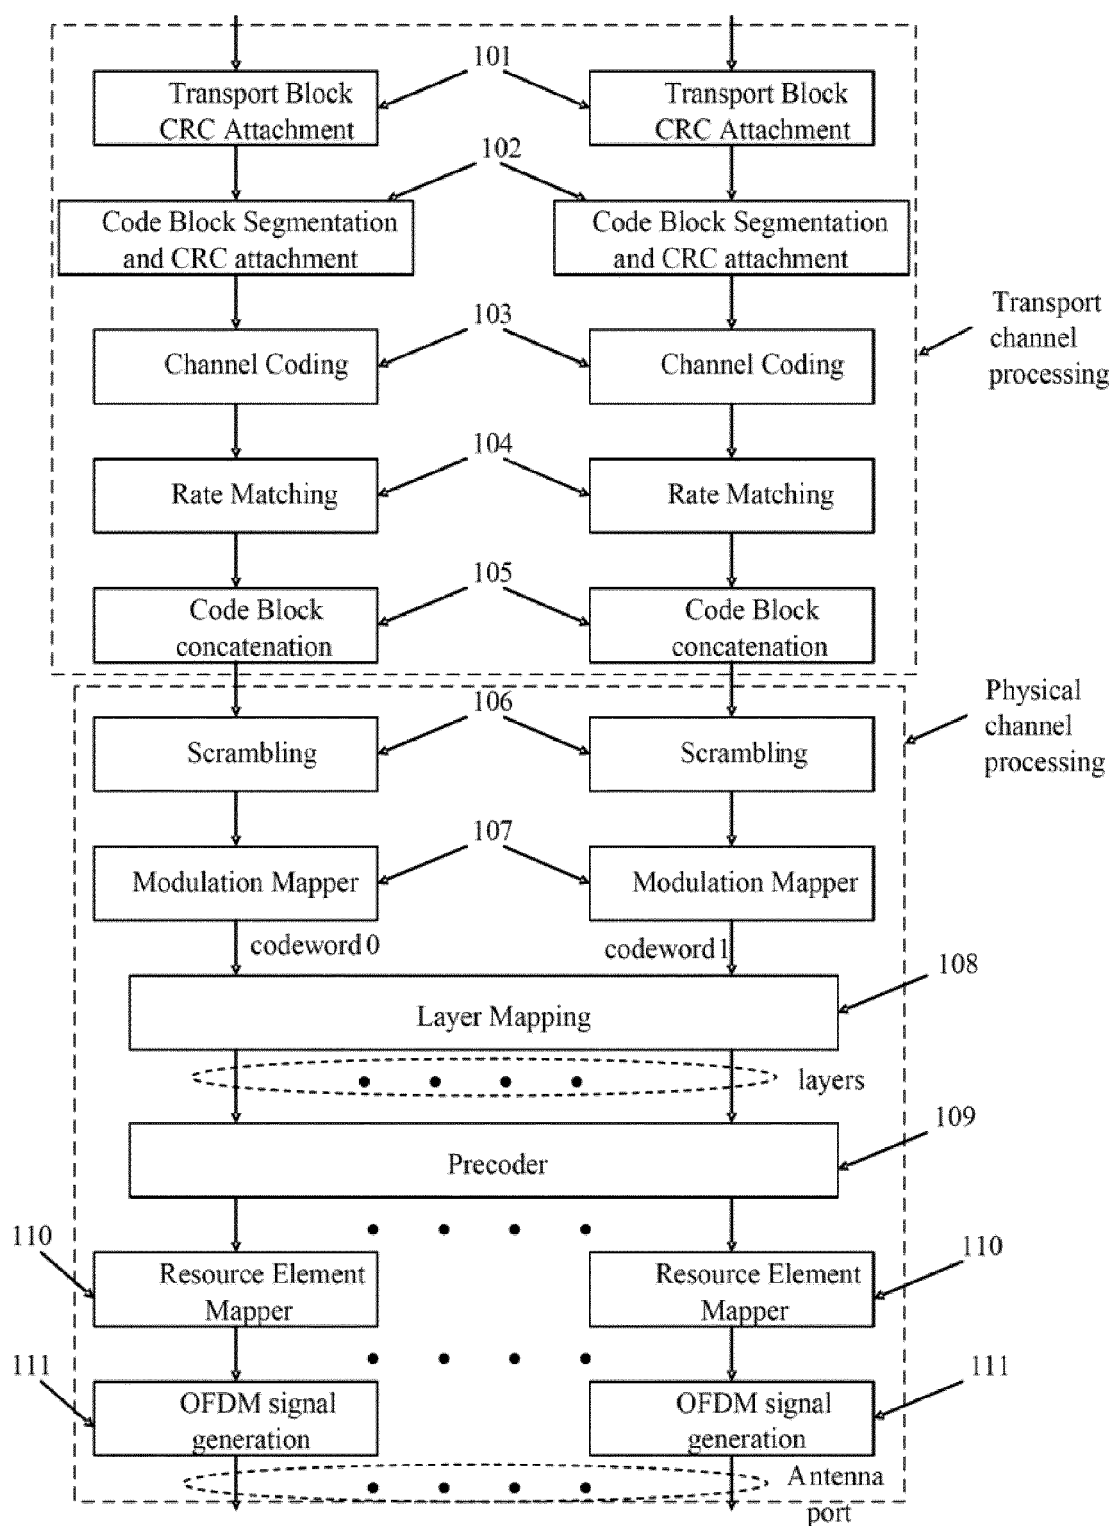 101
Transport Block
CRC Attachment
Transport Block
CRC Attachment
102
Code Block Segmentation
and CRC attachment
Code Block Segmentation
and CRC attachment
Transport
channel
processing
103
Channel Coding
Channel Coding
104
Rate Matching
Rate Matching
105
Code Block
concatenation
Code Block
concatenation
Physical
channel
processing
106
Scrambling
Scrambling
107
Modulation Mapper
Modulation Mapper
codeword 0
codeword 1
108
Layer Mapping
layers
109
Precoder
110
Resource Element
Mapper
Resource Element
Mapper
110
111
OFDM signal
generation
OFDM signal
generation
111
Antenna
port